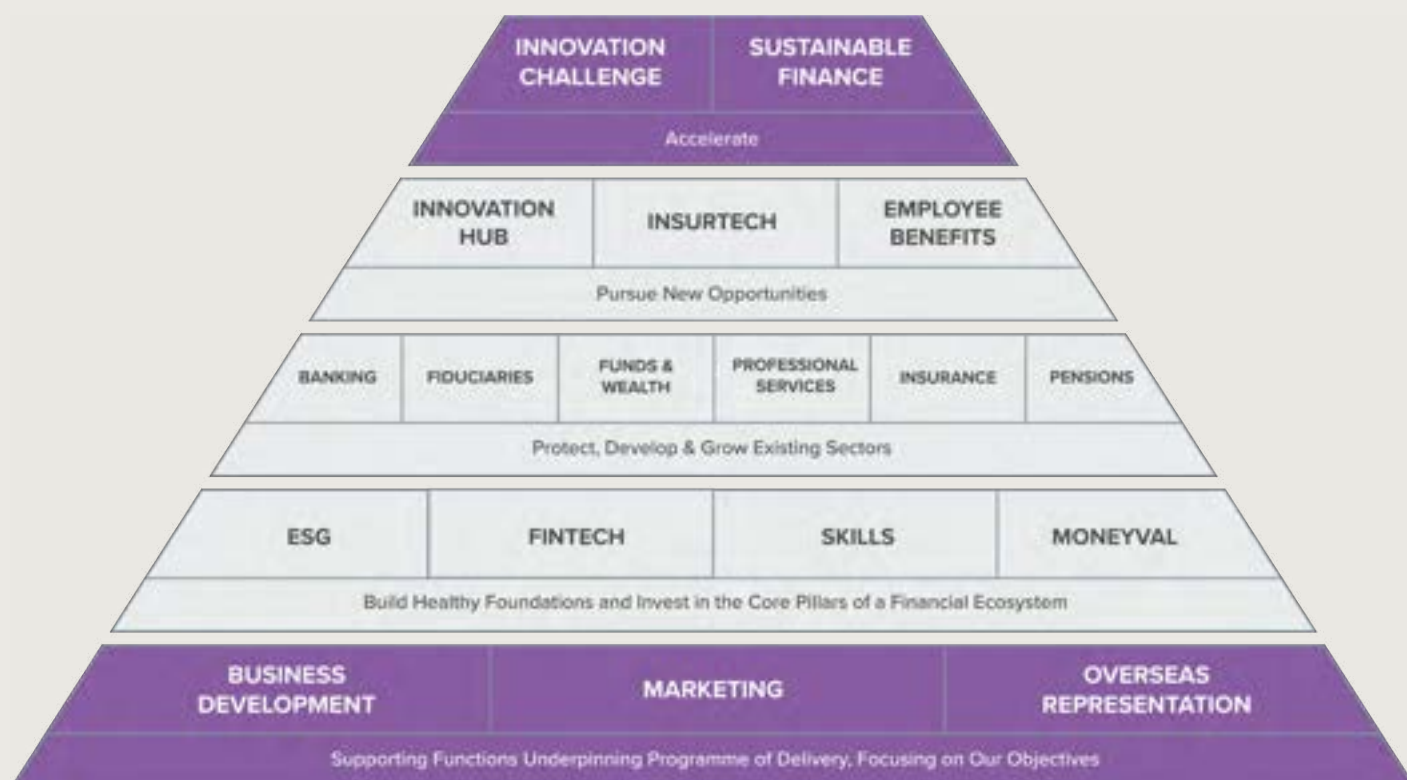 INNOVATION
CHALLENGE
SUSTAINABLE
FINANCE
Accelerate
INNOVATION
HUB
INSURTECH
EMPLOYEE
BENEFITS
Pursue New Opportunities
BANKING
FIDUCIARIES
FUNDS &
WEALTH
PROFESSIONAL
SERVICES
INSURANCE
PENSIONS
Protect, Develop & Grow Existing Sectors
ESG
FINTECH
SKILLS
MONEYVAL
Build Healthy Foundations and Invest in the Core Pillars of a Financial Ecosystem
BUSINESS
DEVELOPMENT
MARKETING
OVERSEAS
REPRESENTATION
Supporting Functions Underpinning Programme of Delivery, Focusing on Our Objectives